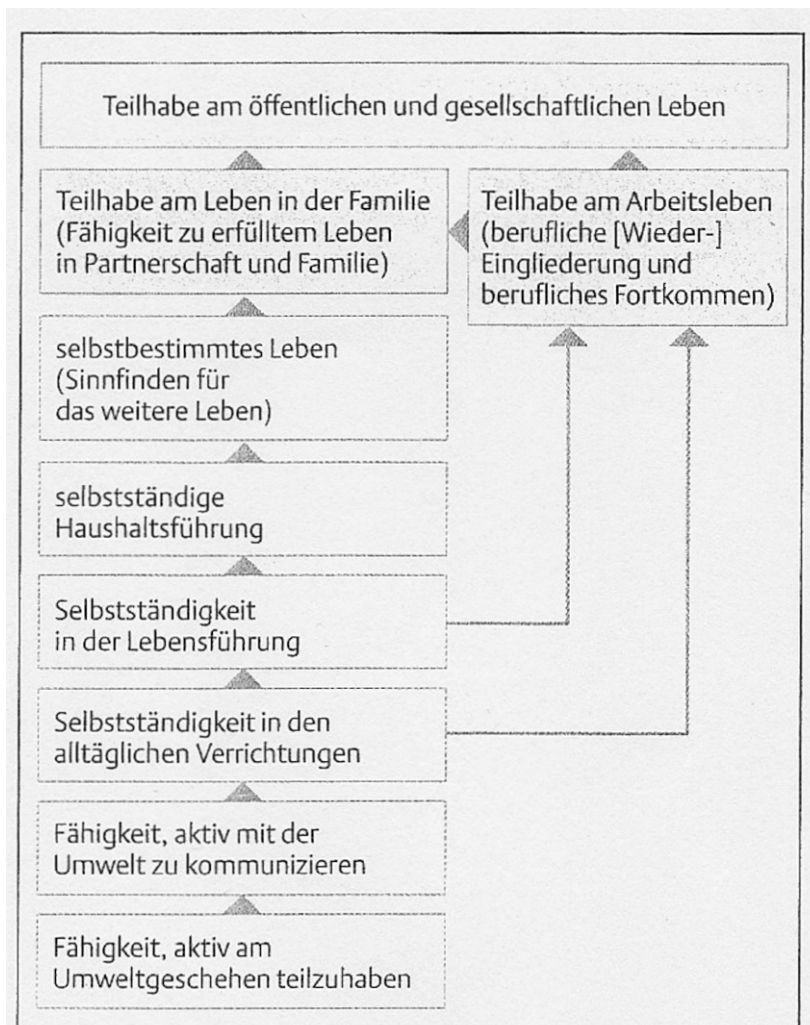 Teilhabe am öffentlichen und gesellschaftlichen Leben
Teilhabe am Leben in der Familie
(Fähigkeit zu erfülltem Leben
in Partnerschaft und Familie)
Teilhabe am Arbeitsleben
(berufliche [Wieder-]
Eingliederung und
berufliches Fortkommen)
selbstbestimmtes Leben
(Sinnfinden für
das weitere Leben)
selbstständige
Haushaltsführung
Selbstständigkeit
in der Lebensführung
Selbstständigkeit in den
alltäglichen Verrichtungen
Fähigkeit, aktiv mit der
Umwelt zu kommunizieren
Fähigkeit, aktiv am
Umweltgeschehen teilzuhaben